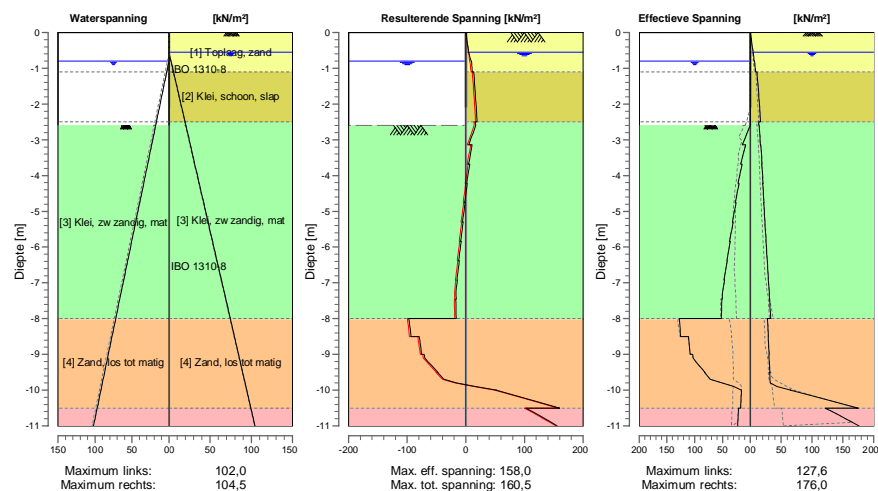 Waterspanning [kN/m²]
Resulterende Spanning [kN/m²]
Effectieve Spanning [kN/m²]
Diepte [m]
0
-1
-2
-3
-4
-5
-6
-7
-8
-9
-10
-11
[1] Toplaag, zand
IBO 1310-8
[2] Klei, schoon, slap
[3] Klei, zw zandig, mat
[3] Klei, zw zandig, mat
IBO 1310-8
[4] Zand, los tot matig
[4] Zand, los tot matig
150 100 50 00 50 100 150
Maximum links: 102,0
Maximum rechts: 104,5
Diepte [m]
0
-1
-2
-3
-4
-5
-6
-7
-8
-9
-10
-11
-200 -100 0 100 200
Max. eff. spanning: 158,0
Max. tot. spanning: 160,5
Diepte [m]
0
-1
-2
-3
-4
-5
-6
-7
-8
-9
-10
-11
200 150 100 50 00 50 100 150 200
Maximum links: 127,6
Maximum rechts: 176,0